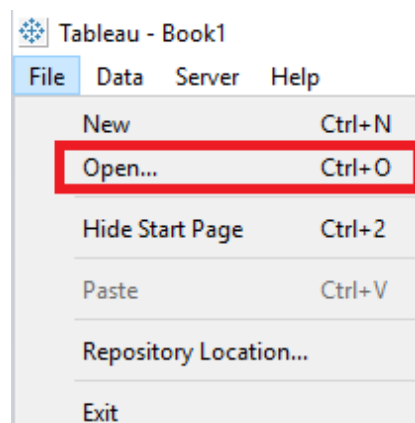 Tableau - Book1
File Data Server Help
New Ctrl+N
Open... Ctrl+O
Hide Start Page Ctrl+2
Paste Ctrl+V
Repository Location...
Exit